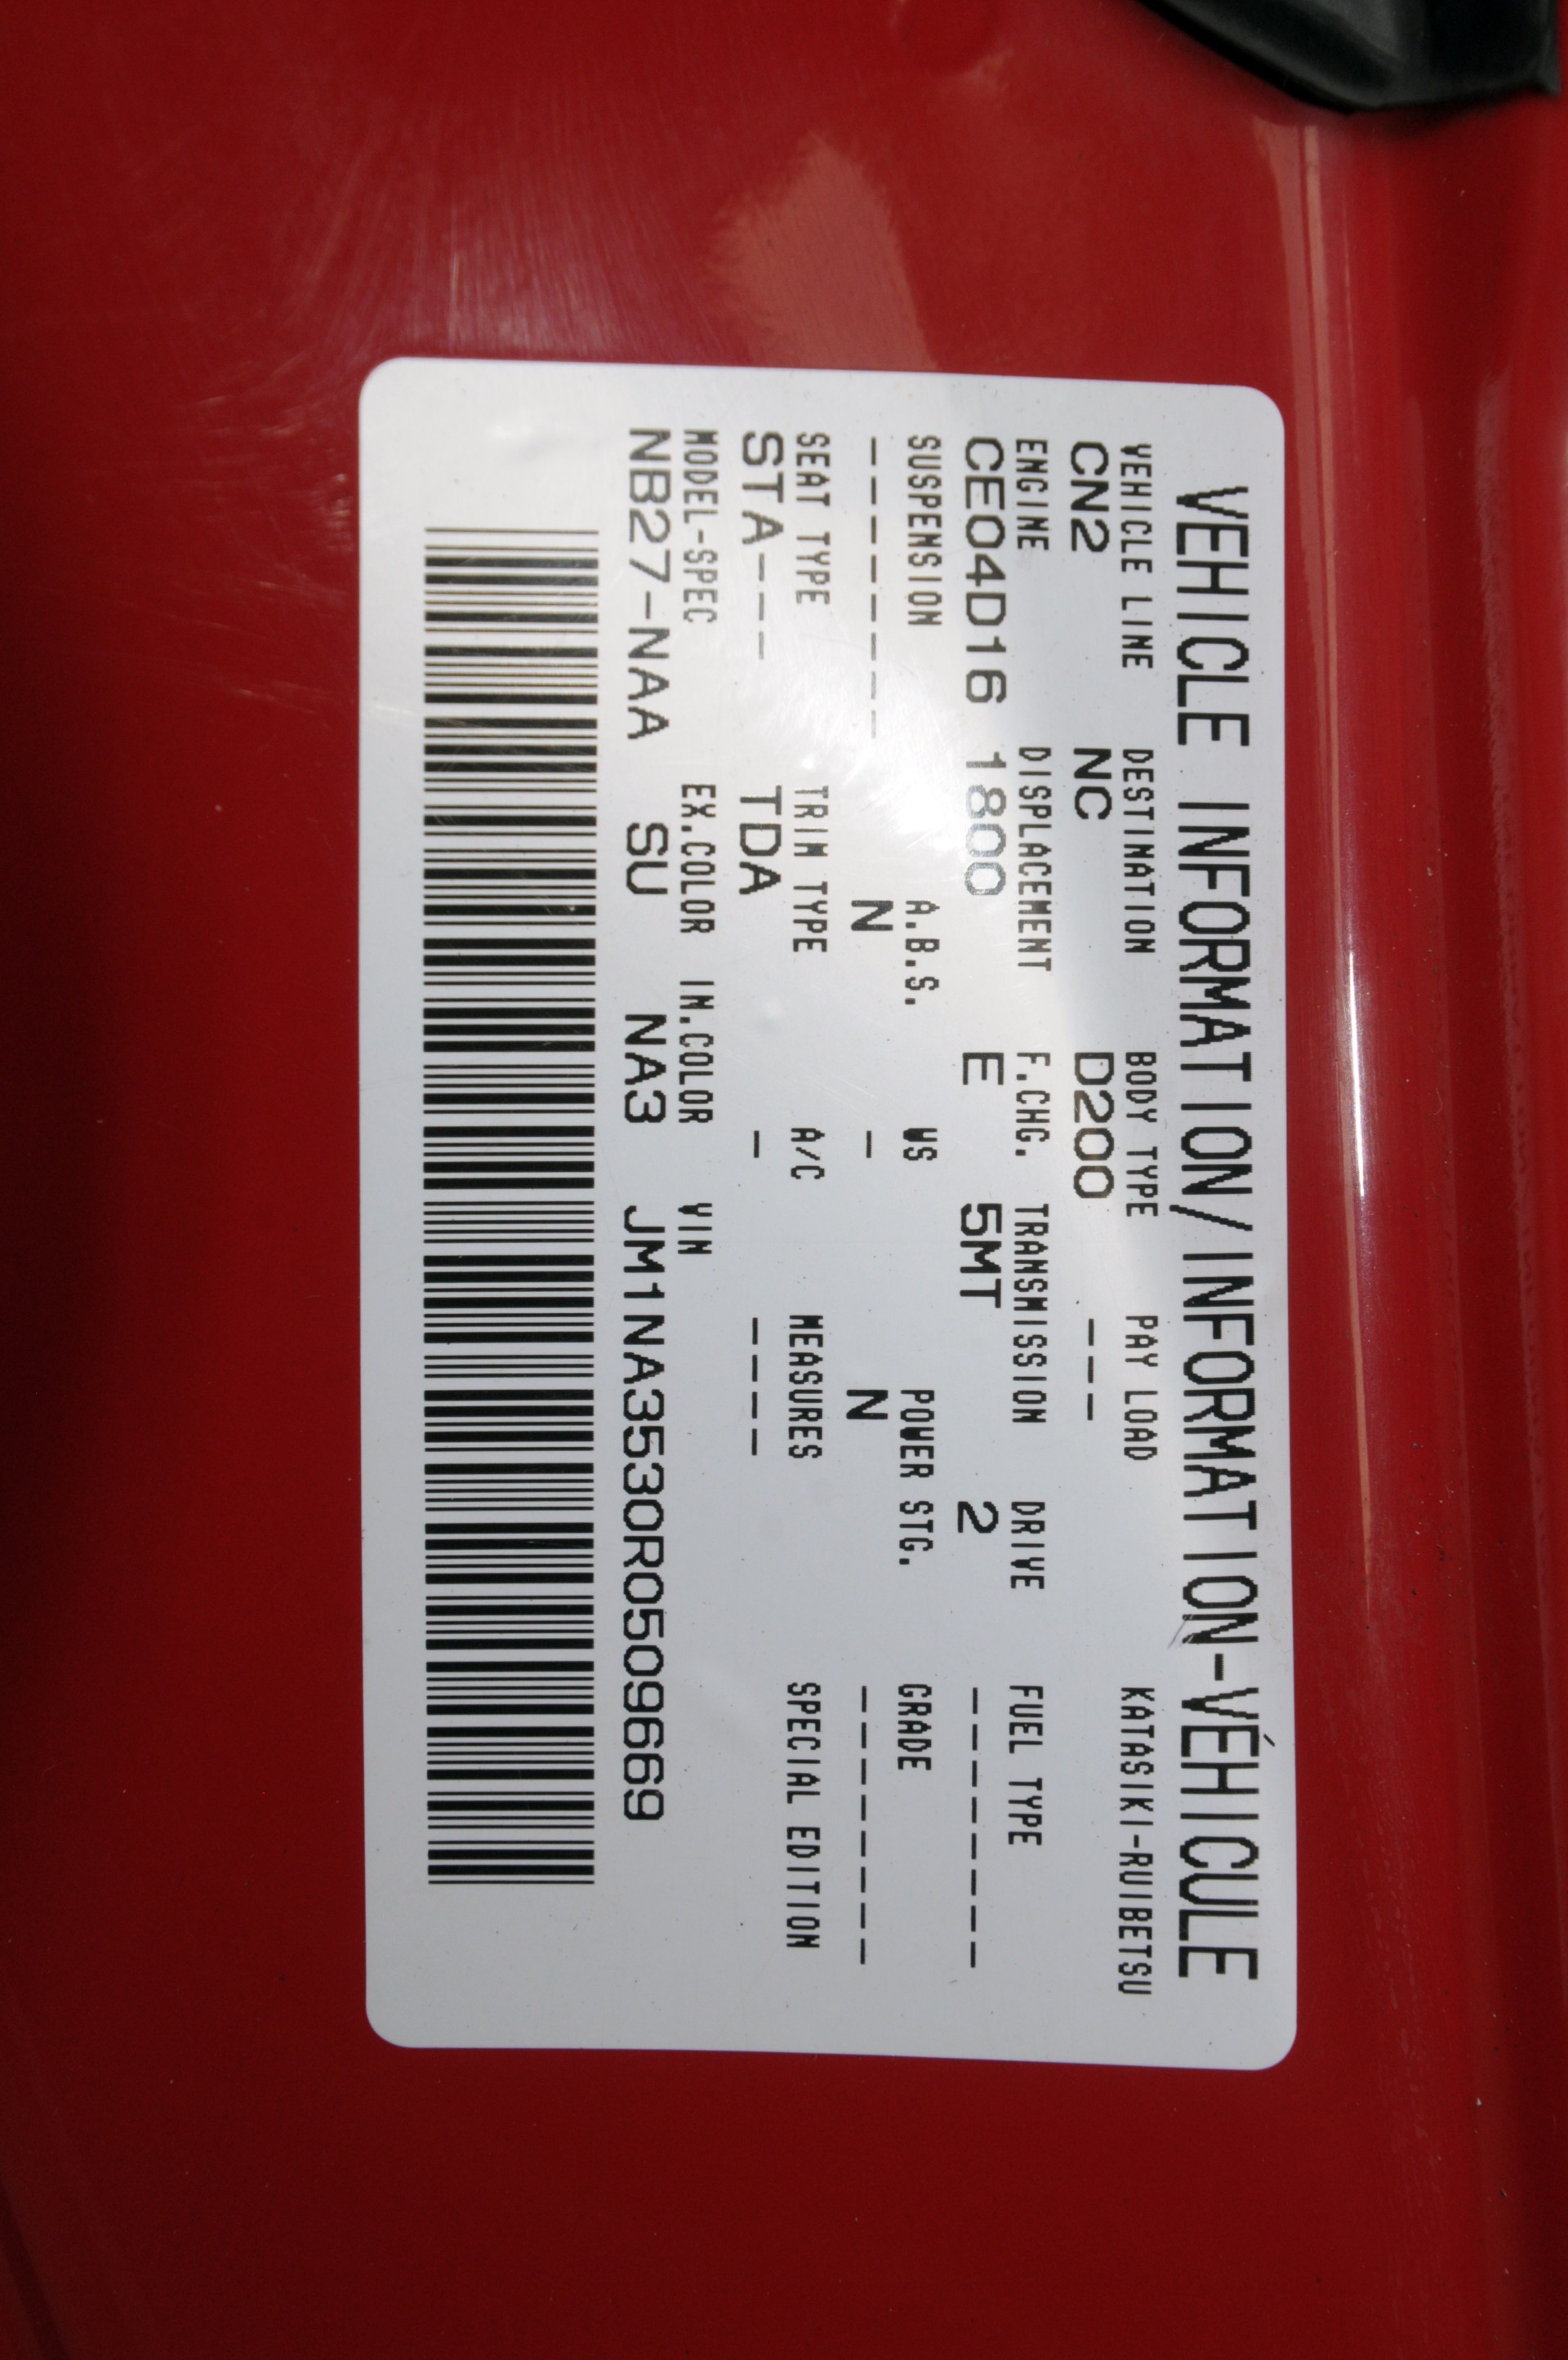 VEHICLE INFORMATION/INFORMATION-VÉHICULE
VEHICLE LINE DESTINATION BODY TYPE PAY LOAD KATASIKI-RUIBETSU
CN2 NC D200 ---
ENGINE DISPLACEMENT F.CHG. TRANSMISSION DRIVE FUEL TYPE
CE04D16 1800 E 5MT 2 --------
SUSPENSION A.B.S. WS POWER STG. GRADE
-------- N - N --------
SEAT TYPE TRIM TYPE A/C MEASURES SPECIAL EDITION
STA--- TDA - ----
MODEL-SPEC EX.COLOR IN.COLOR VIN
NB27-NAA SU NA3 JM1NA3530R0509669